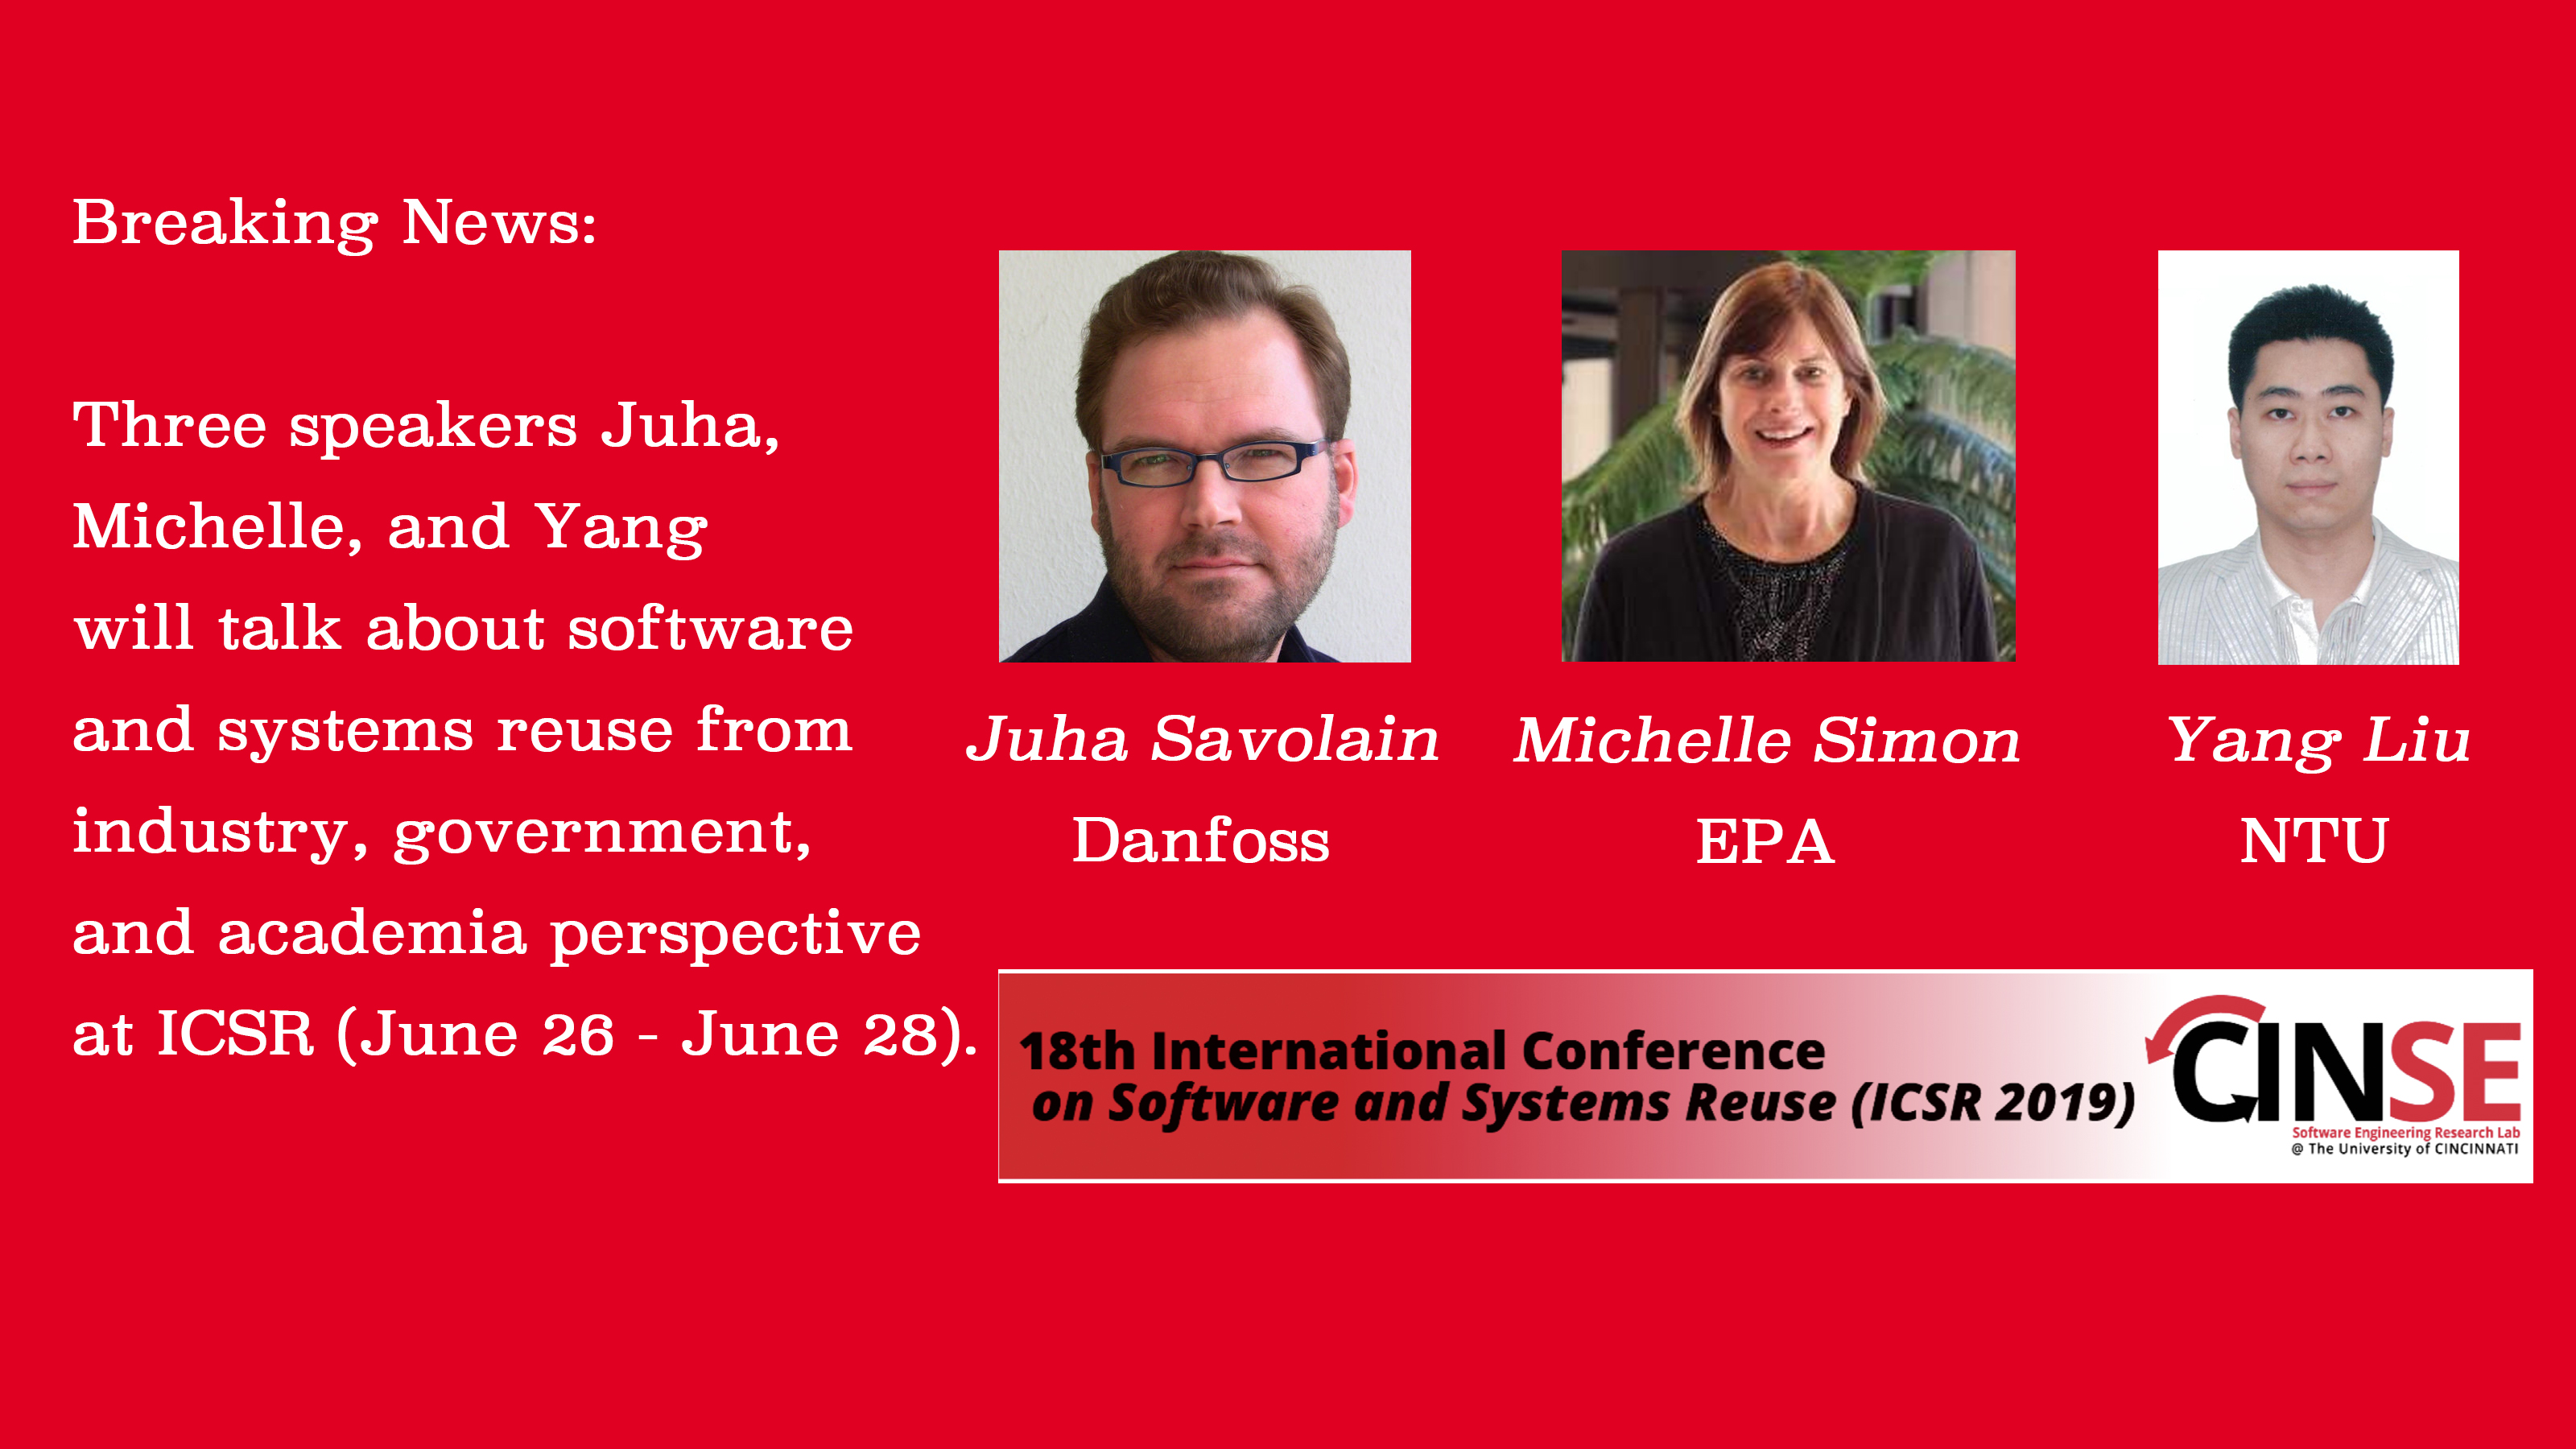 Breaking News:
Three speakers Juha,
Michelle, and Yang
will talk about software
and systems reuse from
industry, government,
and academia perspective
at ICSR (June 26 - June 28).
Juha Savolain
Danfoss
Michelle Simon
EPA
Yang Liu
NTU
18th International Conference
on Software and Systems Reuse (ICSR 2019)
CINSE
Software Engineering Research Lab
@ The University of CINCINNATI